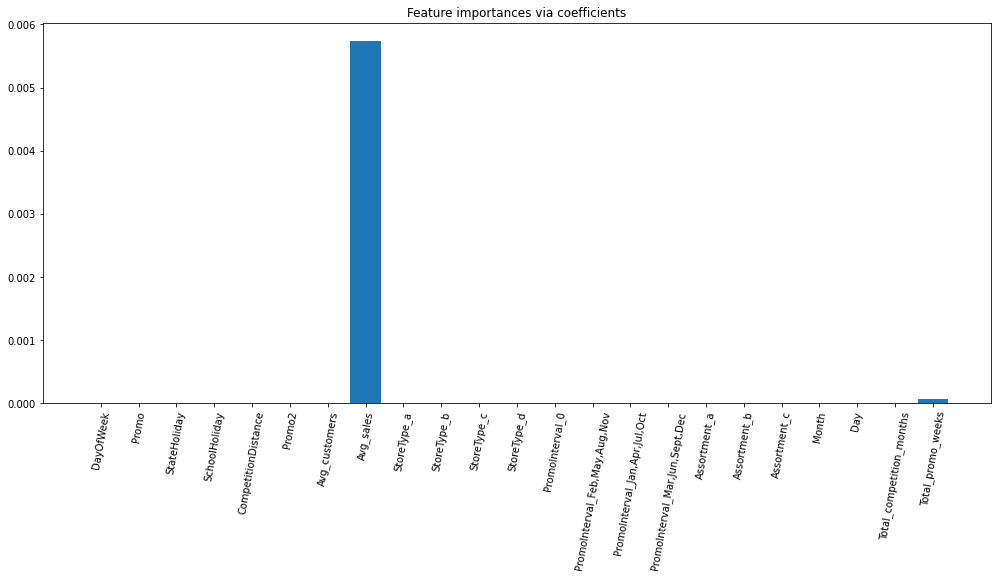 Feature importances via coefficients
0.006
0.005
0.004
0.003
0.002
0.001
0.000
DayOfWeek
Promo
StateHoliday
SchoolHoliday
CompetitionDistance
Promo2
Avg_customers
Avg_sales
StoreType_a
StoreType_b
StoreType_c
StoreType_d
PromoInterval_0
PromoInterval_Feb,May,Aug,Nov
PromoInterval_Jan,Apr,Jul,Oct
PromoInterval_Mar,Jun,Sept,Dec
Assortment_a
Assortment_b
Assortment_c
Month
Day
Total_competition_months
Total_promo_weeks